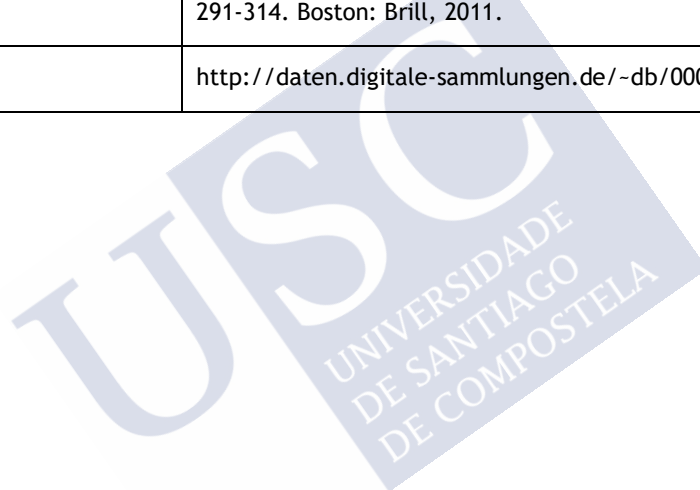 291-314. Boston: Brill, 2011.
http://daten.digitale-sammlungen.de/~db/000
USC
UNIVERSIDADE
DE SANTIAGO
DE COMPOSTELA